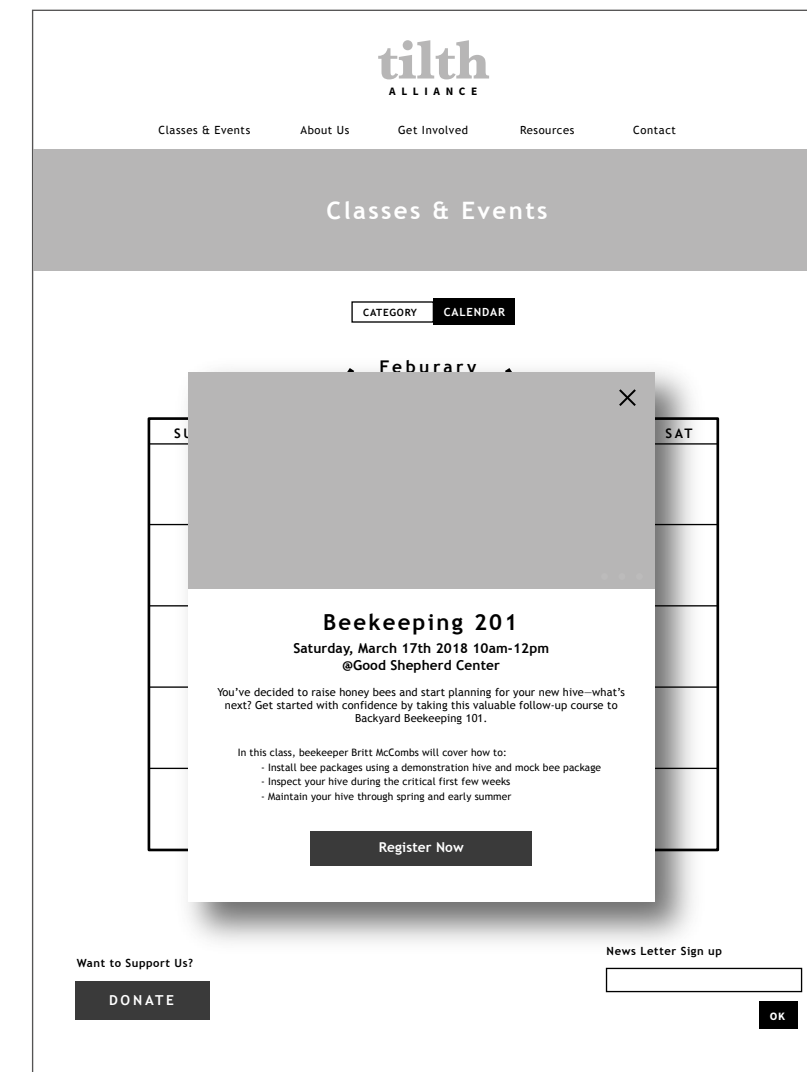 tilth
ALLIANCE
Classes & Events About Us Get Involved Resources Contact
Classes & Events
CATEGORY CALENDAR
Feburary
SAT
Beekeeping 201
Saturday, March 17th 2018 10am-12pm
@Good Shepherd Center
You've decided to raise honey bees and start planning for your new hive—what's
next? Get started with confidence by taking this valuable follow-up course to
Backyard Beekeeping 101.
In this class, beekeeper Britt McCombs will cover how to:
- Install bee packages using a demonstration hive and mock bee package
- Inspect your hive during the critical first few weeks
- Maintain your hive through spring and early summer
Register Now
Want to Support Us?
DONATE
News Letter Sign up
OK